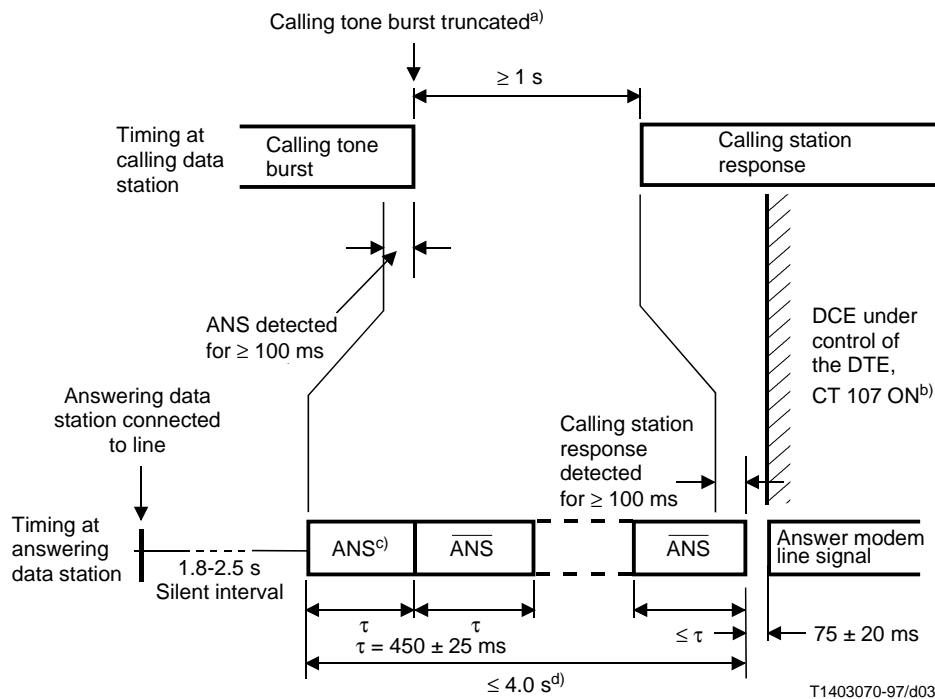 Calling tone burst truncated a)
≥ 1 s
Timing at
calling data
station
Calling tone
burst
Calling station
response
ANS detected
for ≥ 100 ms
DCE under
control of
the DTE,
CT 107 ON b)
Answering data
station connected
to line
Calling station
response
detected
for ≥ 100 ms
Timing at
answering
data station
1.8-2.5 s
Silent interval
ANS c)
A̅N̅S̅
A̅N̅S̅
Answer modem
line signal
τ
τ
τ = 450 ± 25 ms
≤ τ
75 ± 20 ms
≤ 4.0 s d)
T1403070-97/d03